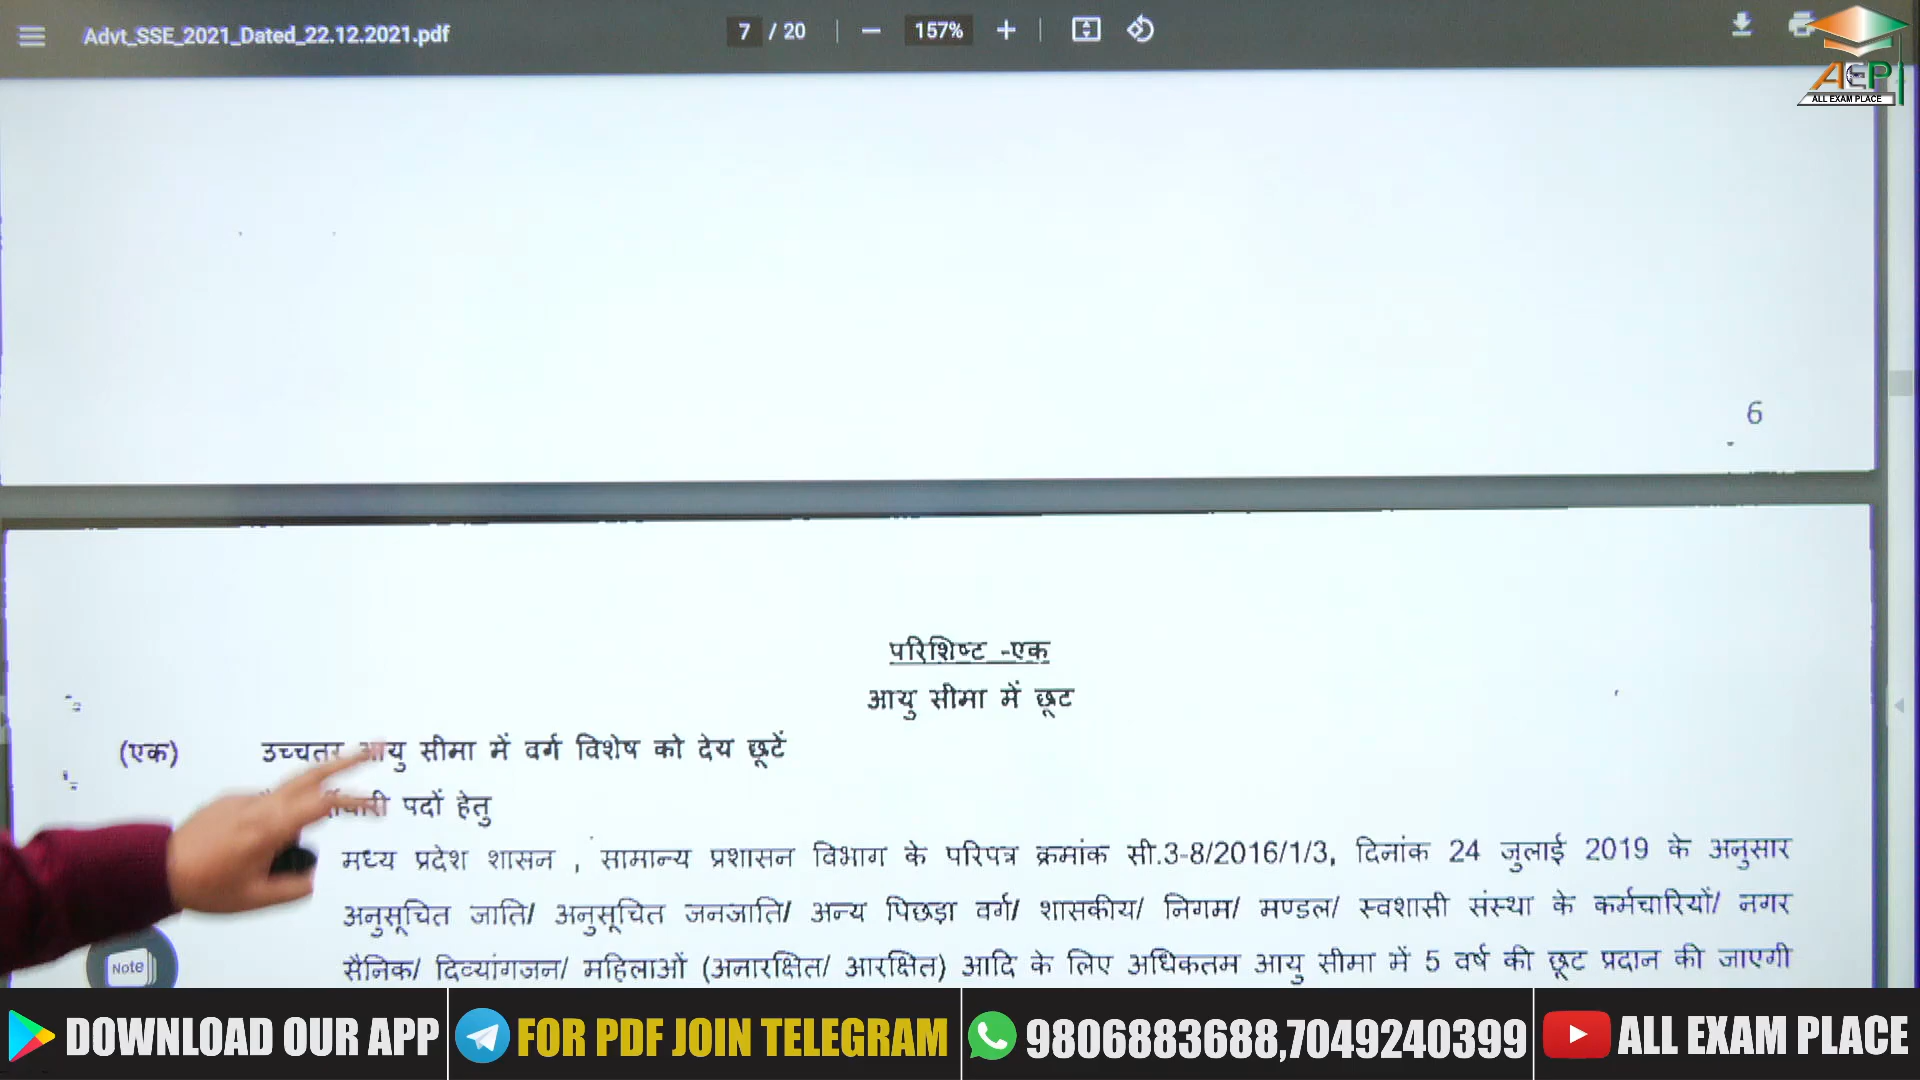 Advt_SSE_2021_Dated_22.12.2021.pdf
7 / 20
157%
AEP
ALL EXAM PLACE
6
परिशिष्ट -एक
आयु सीमा में छूट
(एक) उच्चतर आयु सीमा में वर्ग विशेष को देय छूटें
पदों हेतु
मध्य प्रदेश शासन , सामान्य प्रशासन विभाग के परिपत्र क्रमांक सी.3-8/2016/1/3, दिनांक 24 जुलाई 2019 के अनुसार
अनुसूचित जाति/ अनुसूचित जनजाति/ अन्य पिछड़ा वर्ग/ शासकीय/ निगम/ मण्डल/ स्वशासी संस्था के कर्मचारियों/ नगर
सैनिक/ दिव्यांगजन/ महिलाओं (अनारक्षित/ आरक्षित) आदि के लिए अधिकतम आयु सीमा में 5 वर्ष की छूट प्रदान की जाएगी
Note
DOWNLOAD OUR APP
FOR PDF JOIN TELEGRAM
9806883688,7049240399
ALL EXAM PLACE